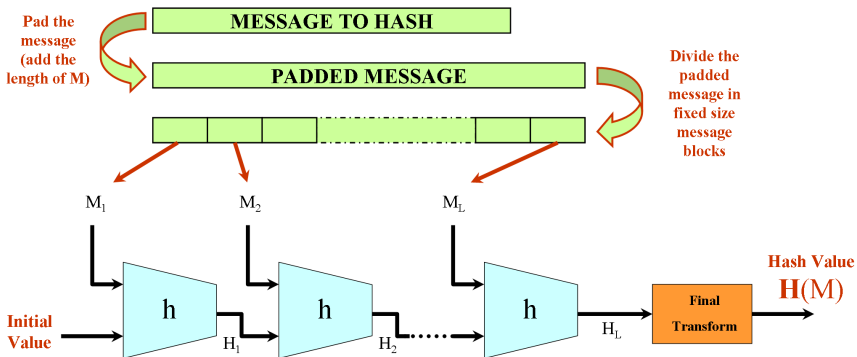 Pad the
message
(add the
length of M)
MESSAGE TO HASH
PADDED MESSAGE
Divide the
padded
message in
fixed size
message
blocks
M1
M2
ML
h
h
h
Initial
Value
H1
H2
HL
Final
Transform
Hash Value
H(M)